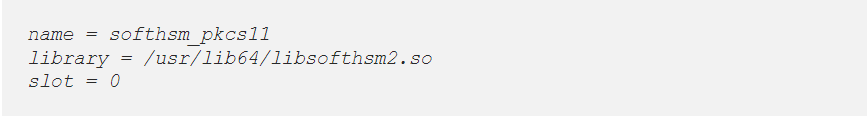 name = softhsm_pkcs11
library = /usr/lib64/libsofthsm2.so
slot = 0